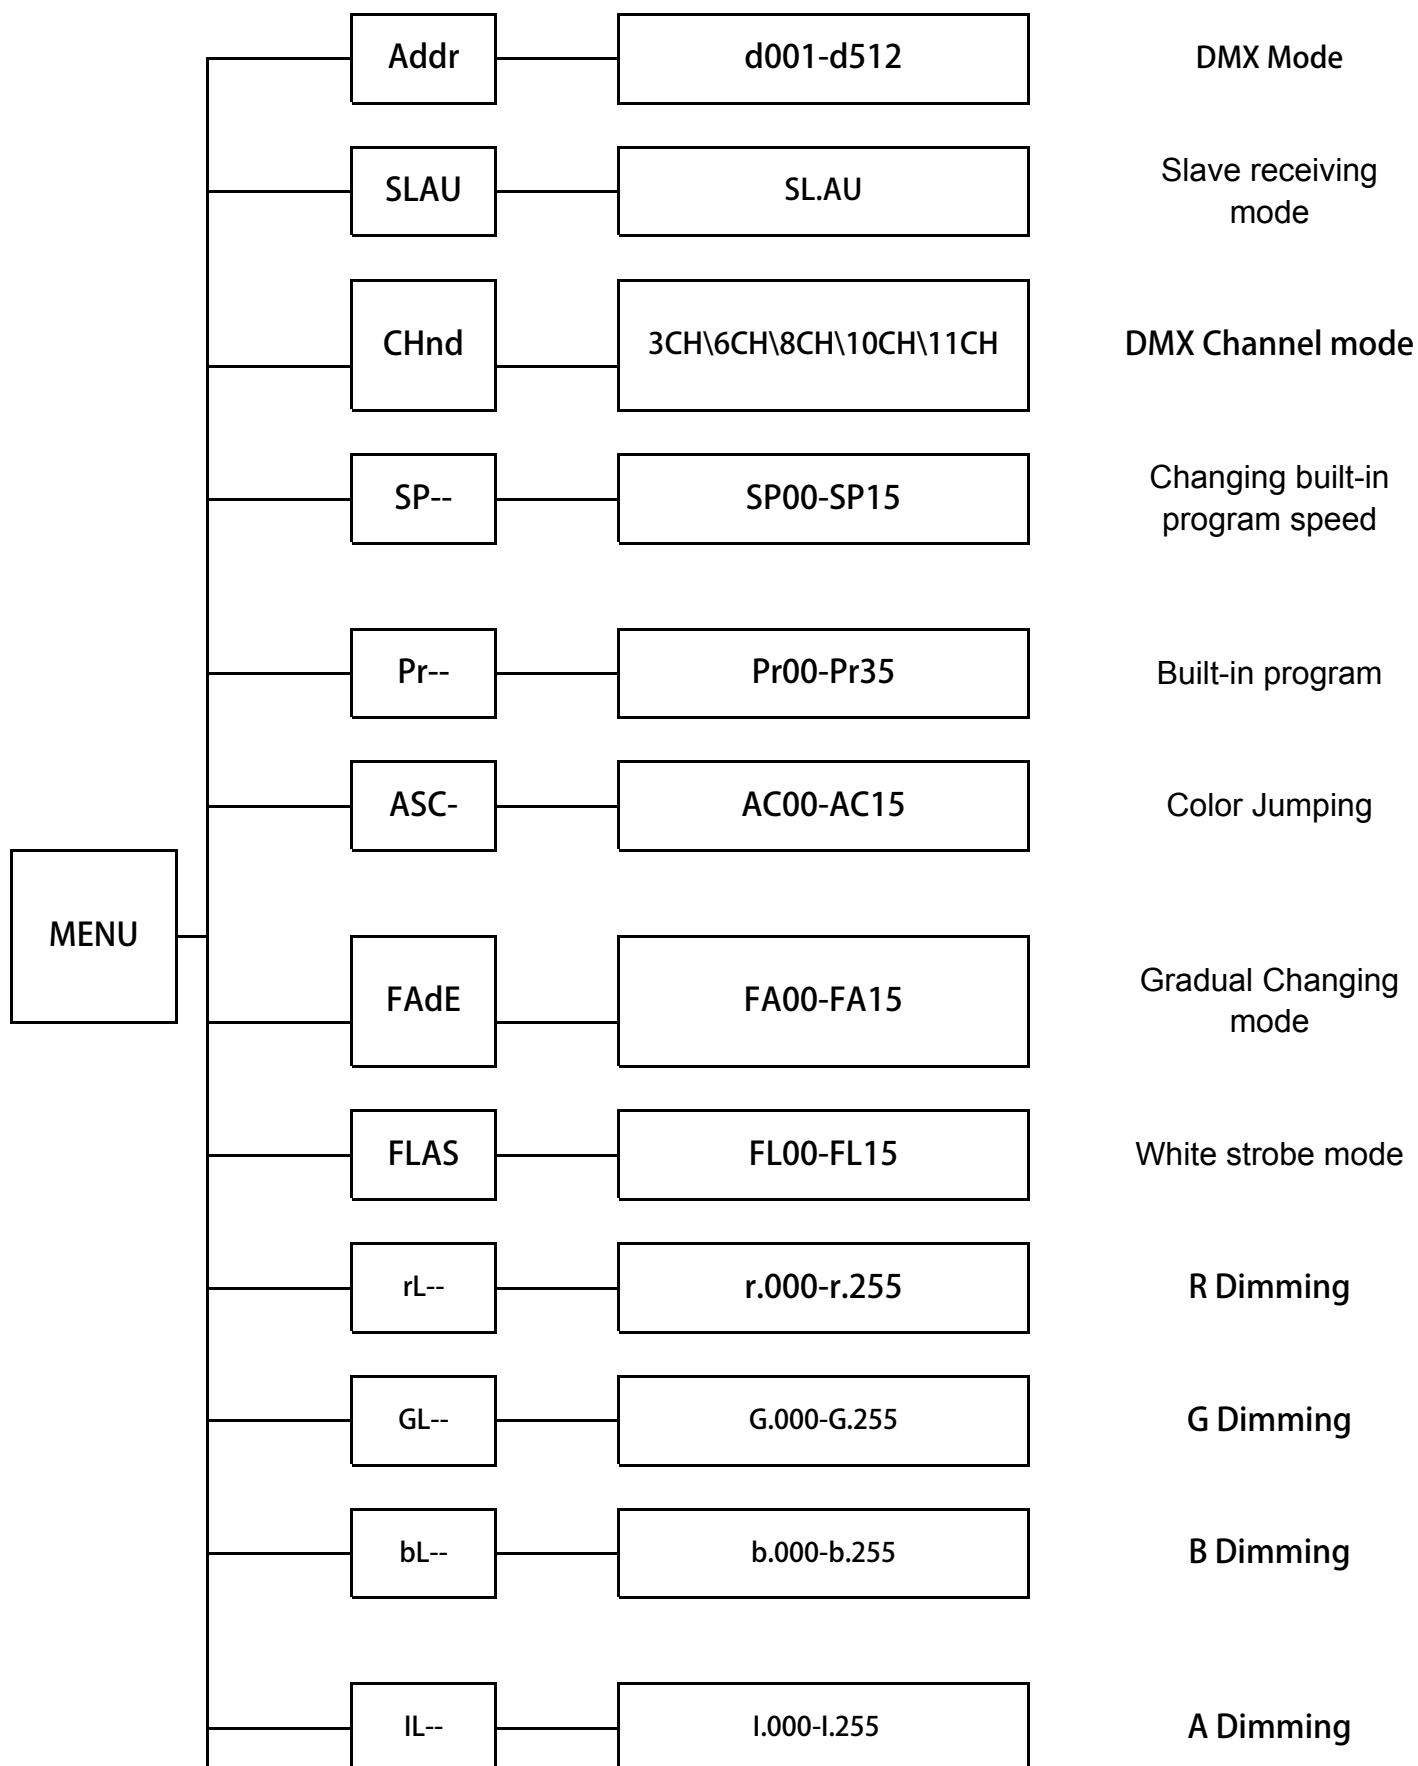 Addr d001-d512 DMX Mode
SLAU SL.AU Slave receiving
mode
CHnd 3CH\6CH\8CH\10CH\11CH DMX Channel mode
SP-- SP00-SP15 Changing built-in
program speed
Pr-- Pr00-Pr35 Built-in program
ASC- AC00-AC15 Color Jumping
MENU
FAdE FA00-FA15 Gradual Changing
mode
FLAS FL00-FL15 White strobe mode
rL-- r.000-r.255 R Dimming
GL-- G.000-G.255 G Dimming
bL-- b.000-b.255 B Dimming
IL-- I.000-I.255 A Dimming